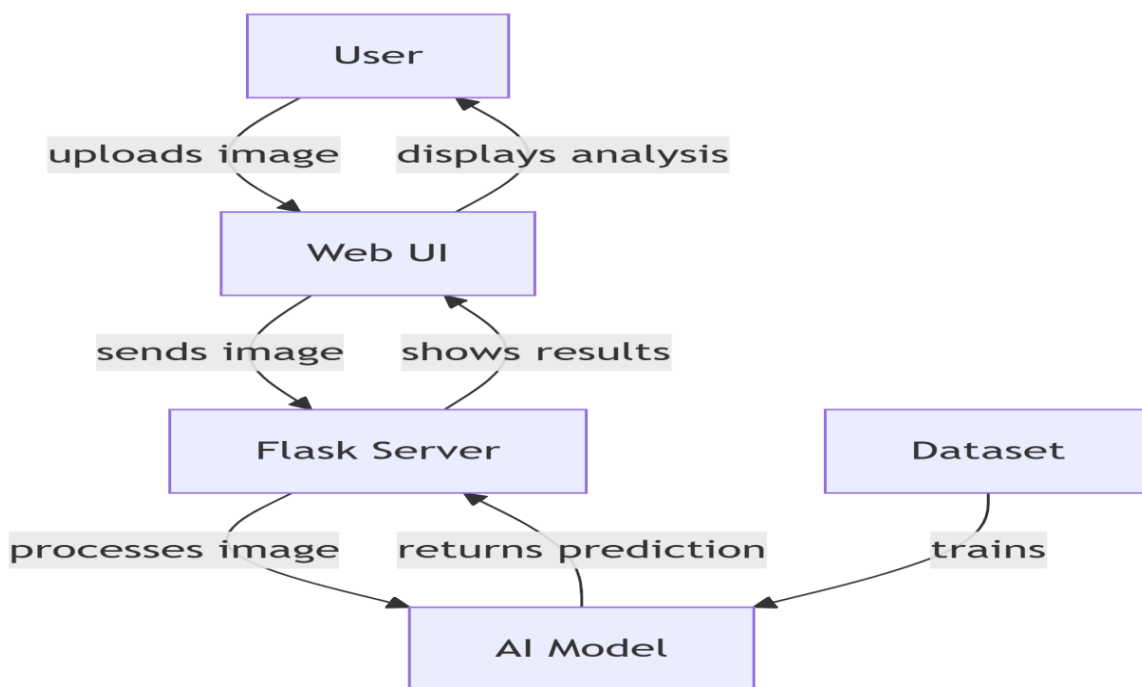 User
uploads image
displays analysis
Web UI
sends image
shows results
Flask Server
Dataset
processes image
returns prediction
trains
AI Model